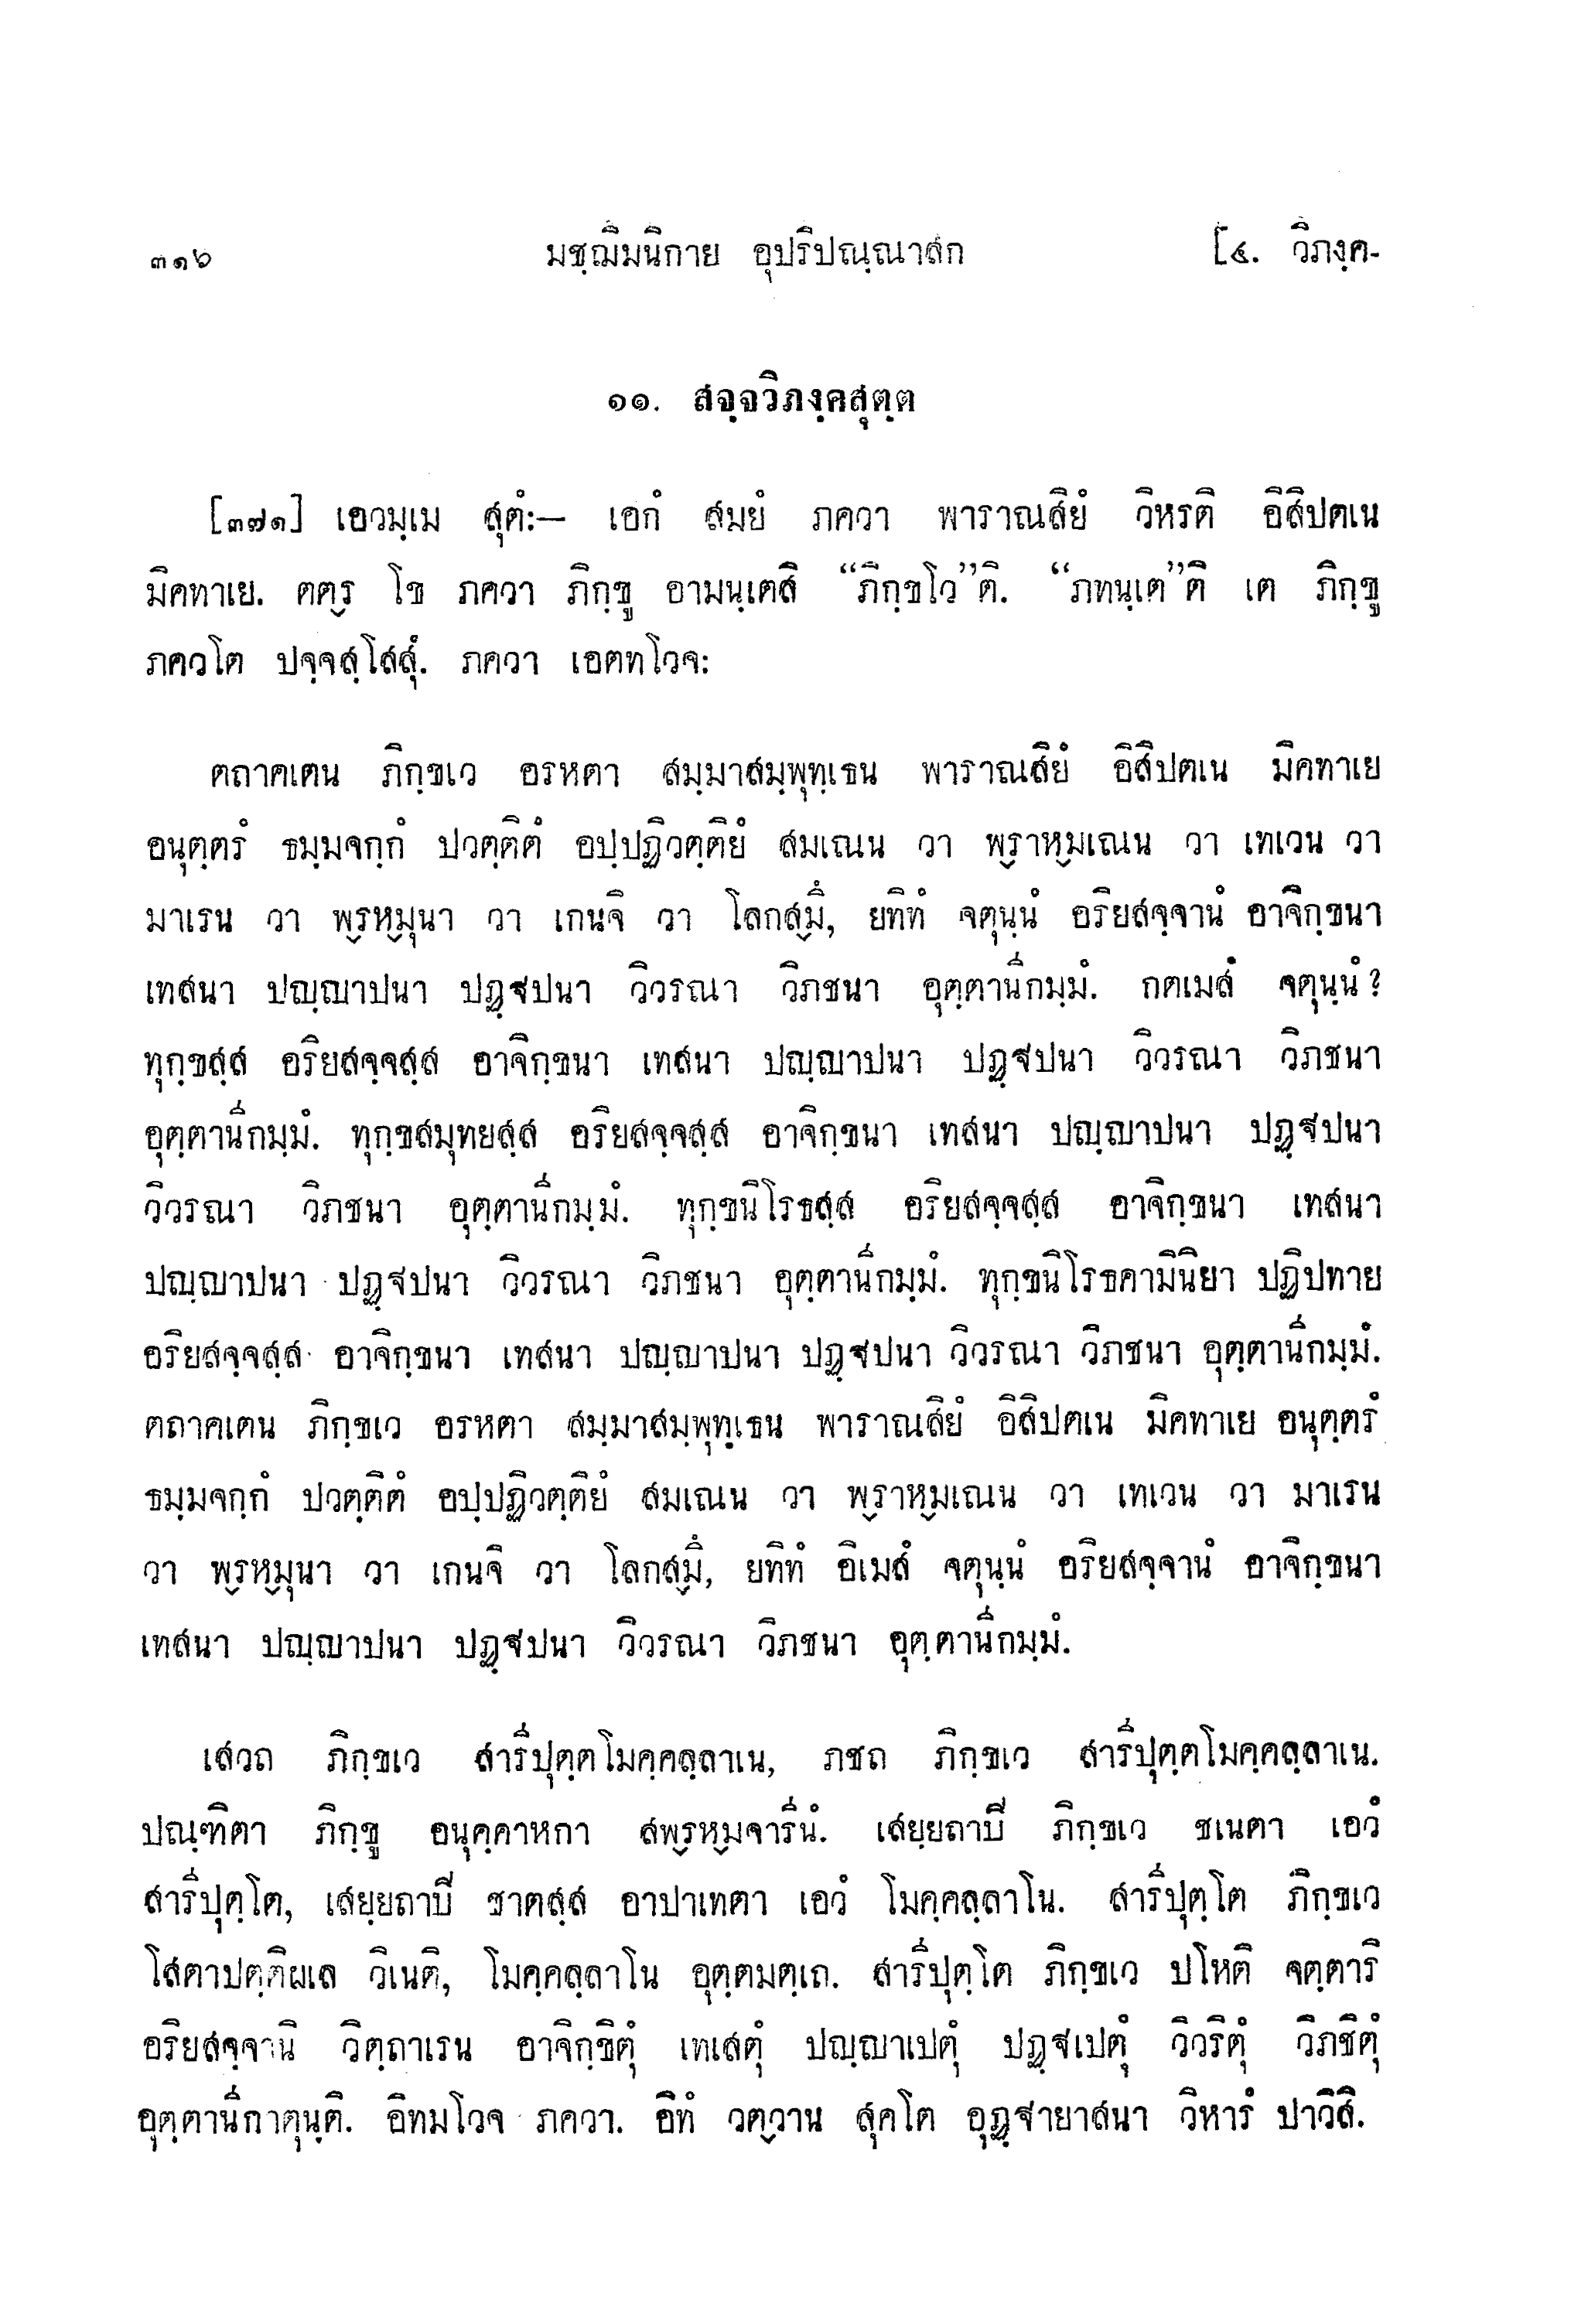 ๓๑๖ มชฺฌิมนิกาย อุปริปณฺณาสก [๔. วิภงฺค-
๑๑. สจฺจวิภงฺคสุตฺต
[๓๗๑] เอวมฺเม สุตํ:— เอกํ สมยํ ภควา พาราณสิยํ วิหรติ อิสิปตเน
มิคทาเย. ตตฺร โข ภควา ภิกฺขู อามนฺเตสิ “ภิกฺขโว”ติ. “ภทนฺเต”ติ เต ภิกฺขู
ภควโต ปจฺจสฺโสสุํ. ภควา เอตทโวจ:
ตถาคเตน ภิกฺขเว อรหตา สมฺมาสมฺพุทฺเธน พาราณสิยํ อิสิปตเน มิคทาเย
อนุตฺตรํ ธมฺมจกฺกํ ปวตฺติตํ อปฺปฏิวตฺติยํ สมเณน วา พฺราหฺมเณน วา เทเวน วา
มาเรน วา พฺรหฺมุนา วา เกนจิ วา โลกสฺมึ, ยทิทํ จตุนฺนํ อริยสจฺจานํ อาจิกฺขนา
เทสนา ปญฺญาปนา ปฏฺฐปนา วิวรณา วิภชนา อุตฺตานีกมฺมํ. กตเมสํ จตุนฺนํ?
ทุกฺขสฺส อริยสจฺจสฺส อาจิกฺขนา เทสนา ปญฺญาปนา ปฏฺฐปนา วิวรณา วิภชนา
อุตฺตานีกมฺมํ. ทุกฺขสมุทยสฺส อริยสจฺจสฺส อาจิกฺขนา เทสนา ปญฺญาปนา ปฏฺฐปนา
วิวรณา วิภชนา อุตฺตานีกมฺมํ. ทุกฺขนิโรธสฺส อริยสจฺจสฺส อาจิกฺขนา เทสนา
ปญฺญาปนา ปฏฺฐปนา วิวรณา วิภชนา อุตฺตานีกมฺมํ. ทุกฺขนิโรธคามินิยา ปฏิปทาย
อริยสจฺจสฺส อาจิกฺขนา เทสนา ปญฺญาปนา ปฏฺฐปนา วิวรณา วิภชนา อุตฺตานีกมฺมํ.
ตถาคเตน ภิกฺขเว อรหตา สมฺมาสมฺพุทฺเธน พาราณสิยํ อิสิปตเน มิคทาเย อนุตฺตรํ
ธมฺมจกฺกํ ปวตฺติตํ อปฺปฏิวตฺติยํ สมเณน วา พฺราหฺมเณน วา เทเวน วา มาเรน
วา พฺรหฺมุนา วา เกนจิ วา โลกสฺมึ, ยทิทํ อิเมสํ จตุนฺนํ อริยสจฺจานํ อาจิกฺขนา
เทสนา ปญฺญาปนา ปฏฺฐปนา วิวรณา วิภชนา อุตฺตานีกมฺมํ.
เสวถ ภิกฺขเว สารีปุตฺตโมคฺคลฺลาเน, ภชถ ภิกฺขเว สารีปุตฺตโมคฺคลฺลาเน.
ปณฺฑิตา ภิกฺขู อนุคฺคาหกา สพฺรหฺมจารีนํ. เสยฺยถาปิ ภิกฺขเว ชเนตา เอวํ
สารีปุตฺโต, เสยฺยถาปิ ชาตสฺส อาปาเทตา เอวํ โมคฺคลฺลาโน. สารีปุตฺโต ภิกฺขเว
โสตาปตฺติผเล วิเนติ, โมคฺคลฺลาโน อุตฺตมตฺเถ. สารีปุตฺโต ภิกฺขเว ปโหติ จตฺตาริ
อริยสจฺจานิ วิตฺถาเรน อาจิกฺขิตุํ เทเสตุํ ปญฺญาเปตุํ ปฏฺฐเปตุํ วิวริตุํ วิภชิตุํ
อุตฺตานีกาตุนฺติ. อิทมโวจ ภควา. อิทํ วตฺวาน สุคโต อุฏฺฐายาสนา วิหารํ ปาวิสิ.